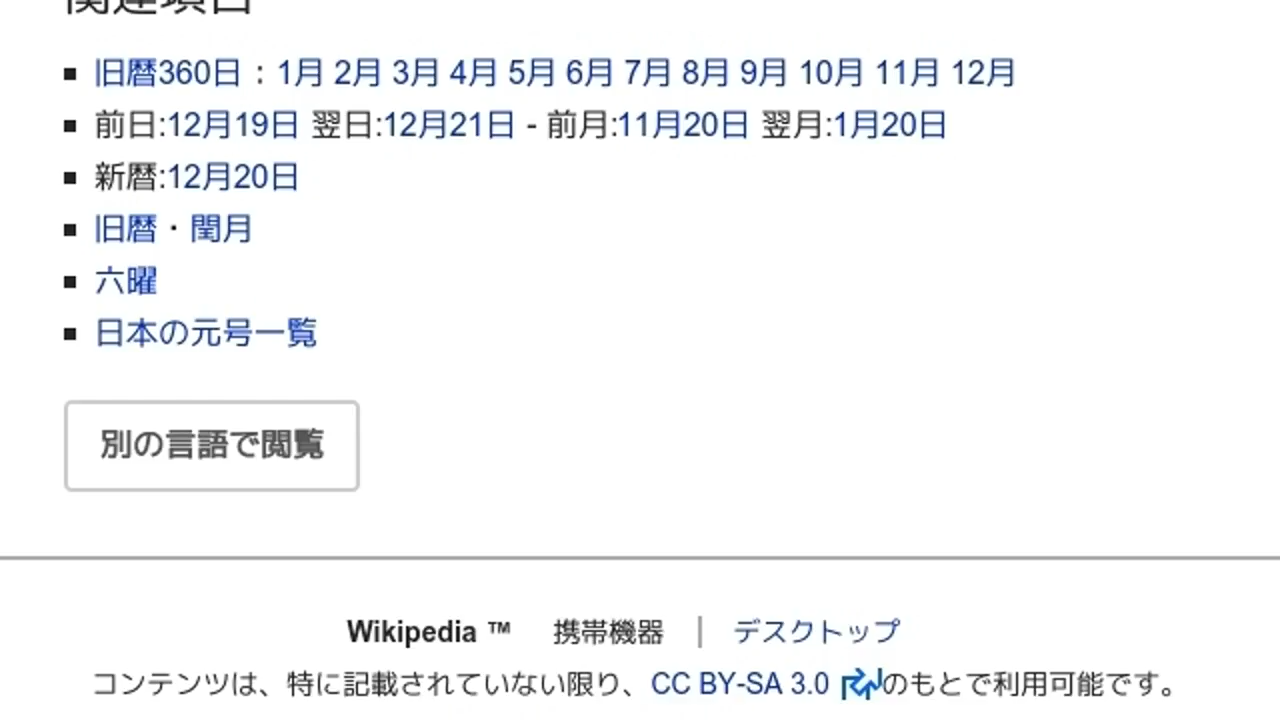 関連項目
旧暦360日：1月 2月 3月 4月 5月 6月 7月 8月 9月 10月 11月 12月
前日:12月19日 翌日:12月21日 - 前月:11月20日 翌月:1月20日
新暦:12月20日
旧暦・閏月
六曜
日本の元号一覧
別の言語で閲覧
Wikipedia ™ 携帯機器 | デスクトップ
コンテンツは、特に記載されていない限り、CC BY-SA 3.0 のもとで利用可能です。